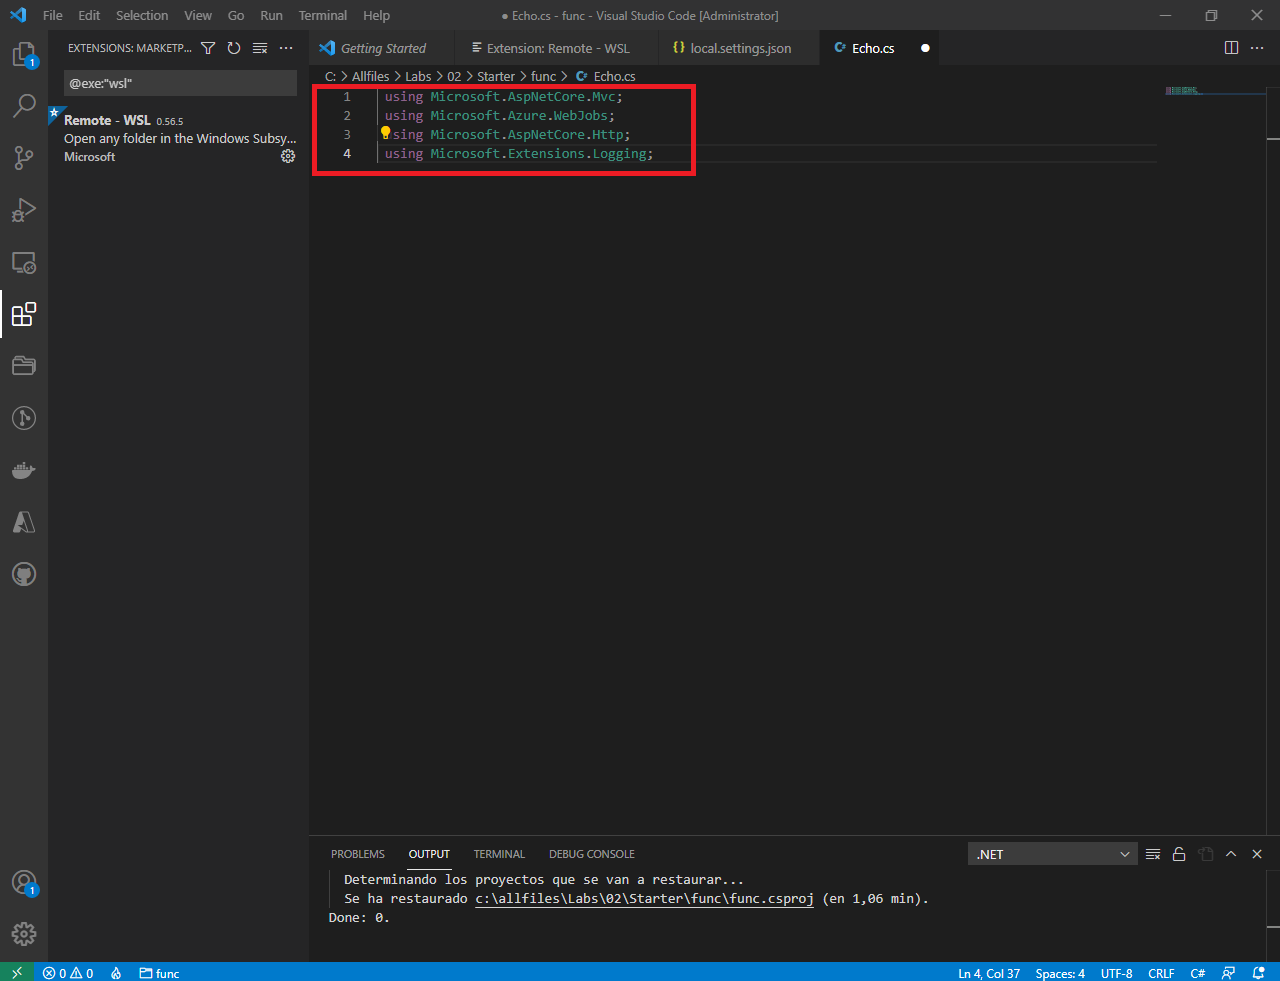 File Edit Selection View Go Run Terminal Help
● Echo.cs - func - Visual Studio Code [Administrator]
EXTENSIONS: MARKETP...
Getting Started
Extension: Remote - WSL
{} local.settings.json
C# Echo.cs
1
@exe:"wsl"
Remote - WSL 0.56.5
Open any folder in the Windows Subsy...
Microsoft
C: > Allfiles > Labs > 02 > Starter > func > C# Echo.cs
1 using Microsoft.AspNetCore.Mvc;
2 using Microsoft.Azure.WebJobs;
3 sing Microsoft.AspNetCore.Http;
4 using Microsoft.Extensions.Logging;
PROBLEMS OUTPUT TERMINAL DEBUG CONSOLE
.NET
Determinando los proyectos que se van a restaurar...
Se ha restaurado c:\allfiles\Labs\02\Starter\func\func.csproj (en 1,06 min).
Done: 0.
1
0 0 func
Ln 4, Col 37 Spaces: 4 UTF-8 CRLF C#